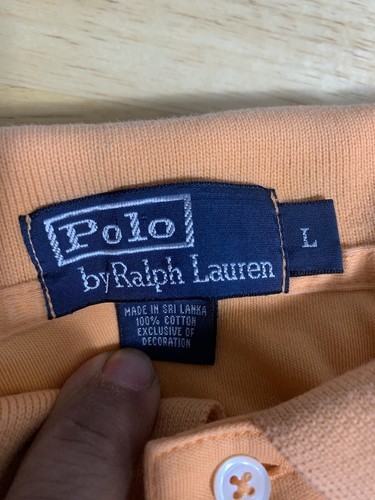 Polo
by Ralph Lauren
L
MADE IN SRI LANKA
100% COTTON
EXCLUSIVE OF
DECORATION